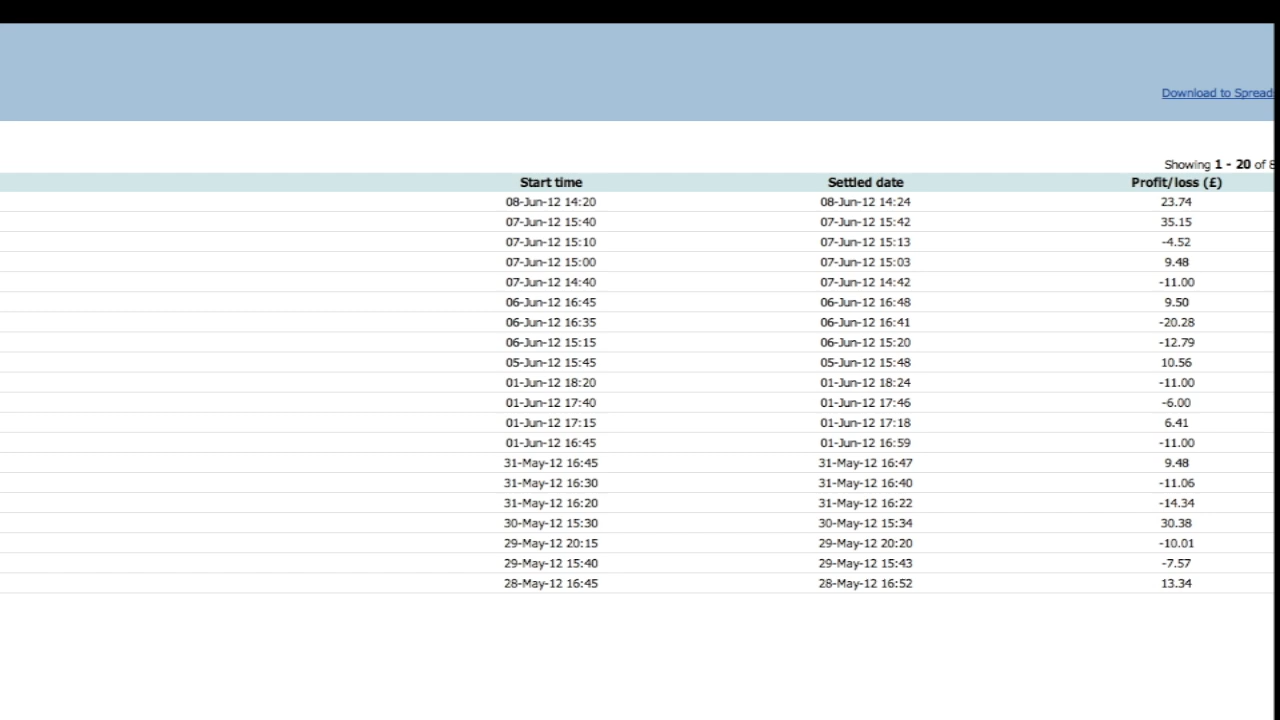 Download to
Showing 1 - 20 of
Start time Settled date Profit/loss (£)
08-Jun-12 14:20 08-Jun-12 14:24 23.74
07-Jun-12 15:40 07-Jun-12 15:42 35.15
07-Jun-12 15:10 07-Jun-12 15:13 -4.52
07-Jun-12 15:00 07-Jun-12 15:03 9.48
07-Jun-12 14:40 07-Jun-12 14:42 -11.00
06-Jun-12 16:45 06-Jun-12 16:48 9.50
06-Jun-12 16:35 06-Jun-12 16:41 -20.28
06-Jun-12 15:15 06-Jun-12 15:20 -12.79
05-Jun-12 15:45 05-Jun-12 15:48 10.56
01-Jun-12 18:20 01-Jun-12 18:24 -11.00
01-Jun-12 17:40 01-Jun-12 17:46 -6.00
01-Jun-12 17:15 01-Jun-12 17:18 6.41
01-Jun-12 16:45 01-Jun-12 16:59 -11.00
31-May-12 16:45 31-May-12 16:47 9.48
31-May-12 16:30 31-May-12 16:40 -11.06
31-May-12 16:20 31-May-12 16:22 -14.34
30-May-12 15:30 30-May-12 15:34 30.38
29-May-12 20:15 29-May-12 20:20 -10.01
29-May-12 15:40 29-May-12 15:43 -7.57
28-May-12 16:45 28-May-12 16:52 13.34